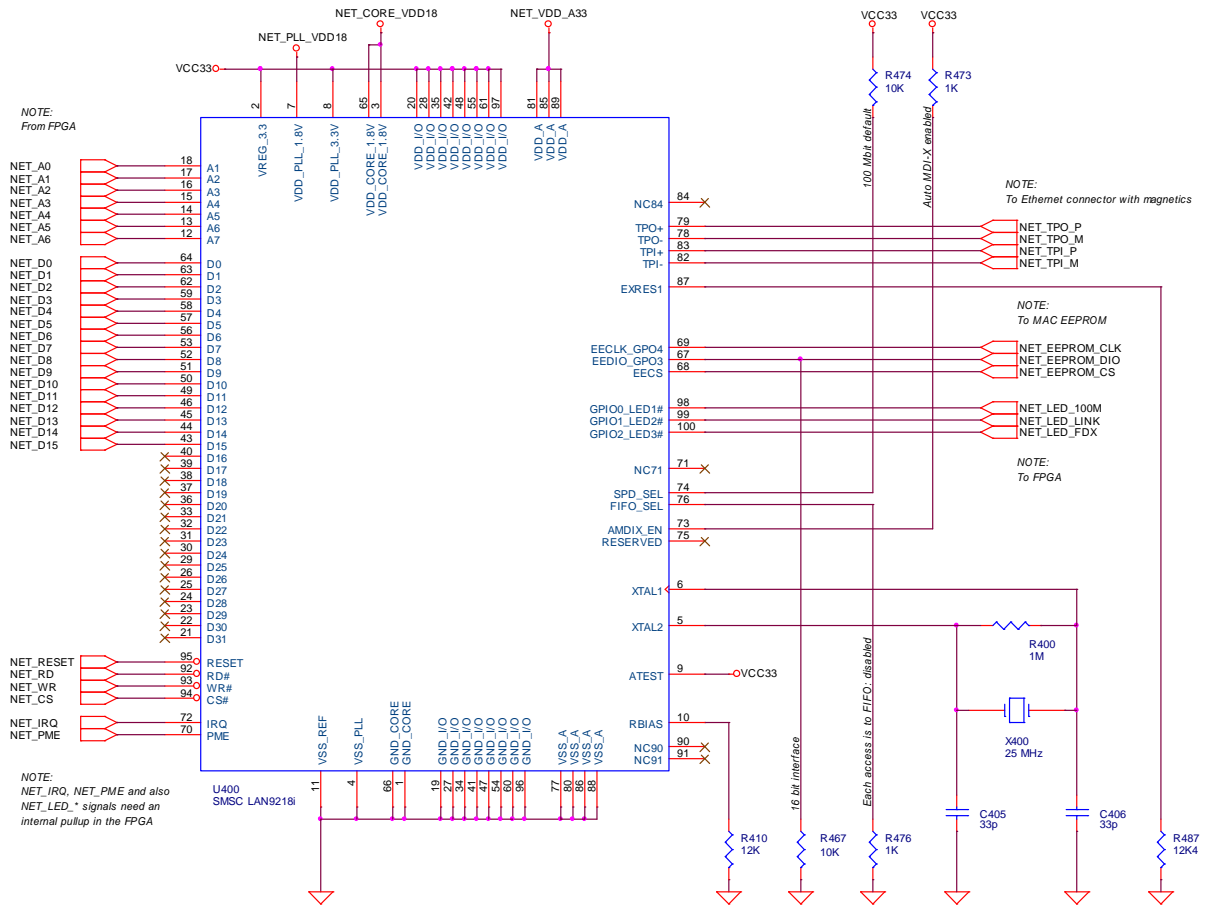 NET_CORE_VDD18
NET_VDD_A33
NET_PLL_VDD18
VCC33
VCC33
VCC33
R474
10K
R473
1K
100 Mbit default
Auto MDI-X enabled
NOTE:
From FPGA
2
7
8
65
3
20
28
35
42
48
55
61
97
81
85
89
VREG_3.3
VDD_PLL_1.8V
VDD_PLL_3.3V
VDD_CORE_1.8V
VDD_CORE_1.8V
VDD_I/O
VDD_I/O
VDD_I/O
VDD_I/O
VDD_I/O
VDD_I/O
VDD_I/O
VDD_I/O
VDD_A
VDD_A
VDD_A
NET_A0 18 A1
NET_A1 17 A2
NET_A2 16 A3
NET_A3 15 A4
NET_A4 14 A5
NET_A5 13 A6
NET_A6 12 A7
NET_D0 64 D0
NET_D1 63 D1
NET_D2 62 D2
NET_D3 59 D3
NET_D4 58 D4
NET_D5 57 D5
NET_D6 56 D6
NET_D7 53 D7
NET_D8 52 D8
NET_D9 51 D9
NET_D10 50 D10
NET_D11 49 D11
NET_D12 46 D12
NET_D13 45 D13
NET_D14 44 D14
NET_D15 43 D15
40 D16
39 D17
38 D18
37 D19
36 D20
33 D21
32 D22
31 D23
30 D24
29 D25
26 D26
25 D27
24 D28
23 D29
22 D30
21 D31
NET_RESET 95 RESET
NET_RD 92 RD#
NET_WR 93 WR#
NET_CS 94 CS#
NET_IRQ 72 IRQ
NET_PME 70 PME
NOTE:
NET_IRQ, NET_PME and also
NET_LED_* signals need an
internal pullup in the FPGA
NC84 84
NOTE:
To Ethernet connector with magnetics
TPO+ 79 NET_TPO_P
TPO- 78 NET_TPO_M
TPI+ 83 NET_TPI_P
TPI- 82 NET_TPI_M
EXRES1 87
NOTE:
To MAC EEPROM
EECLK_GPO4 69 NET_EEPROM_CLK
EEDIO_GPO3 67 NET_EEPROM_DIO
EECS 68 NET_EEPROM_CS
GPIO0_LED1# 98 NET_LED_100M
GPIO1_LED2# 99 NET_LED_LINK
GPIO2_LED3# 100 NET_LED_FDX
NOTE:
To FPGA
NC71 71
SPD_SEL 74
FIFO_SEL 76
AMDIX_EN 73
RESERVED 75
XTAL1 6
XTAL2 5
R400
1M
ATEST 9 VCC33
RBIAS 10
NC90 90
NC91 91
X400
25 MHz
16 bit interface
Each access is to FIFO: disabled
VSS_REF
VSS_PLL
GND_CORE
GND_CORE
GND_I/O
GND_I/O
GND_I/O
GND_I/O
GND_I/O
GND_I/O
GND_I/O
GND_I/O
VSS_A
VSS_A
VSS_A
VSS_A
11
4
66
1
19
27
34
41
47
54
60
96
77
80
86
88
U400
SMSC LAN9218i
R410
12K
R467
10K
R476
1K
C405
33p
C406
33p
R487
12K4